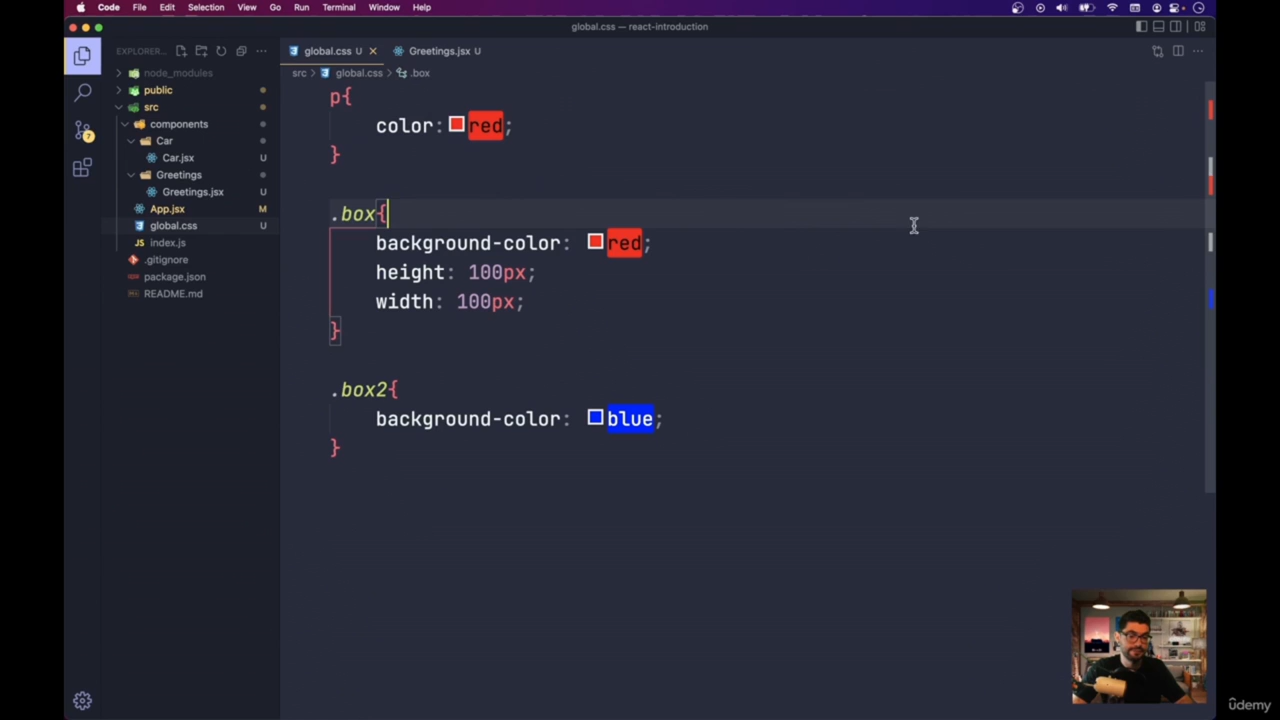 Code File Edit Selection View Go Run Terminal Window Help
global.css — react-introduction
EXPLORER...
global.css U
Greetings.jsx U
src > global.css > .box
node_modules
public
src
components
Car
Car.jsx U
Greetings
Greetings.jsx U
App.jsx M
global.css U
index.js
.gitignore
package.json
README.md
7
p{
color: red;
}
.box{
background-color: red;
height: 100px;
width: 100px;
}
.box2{
background-color: blue;
}
ûdemy